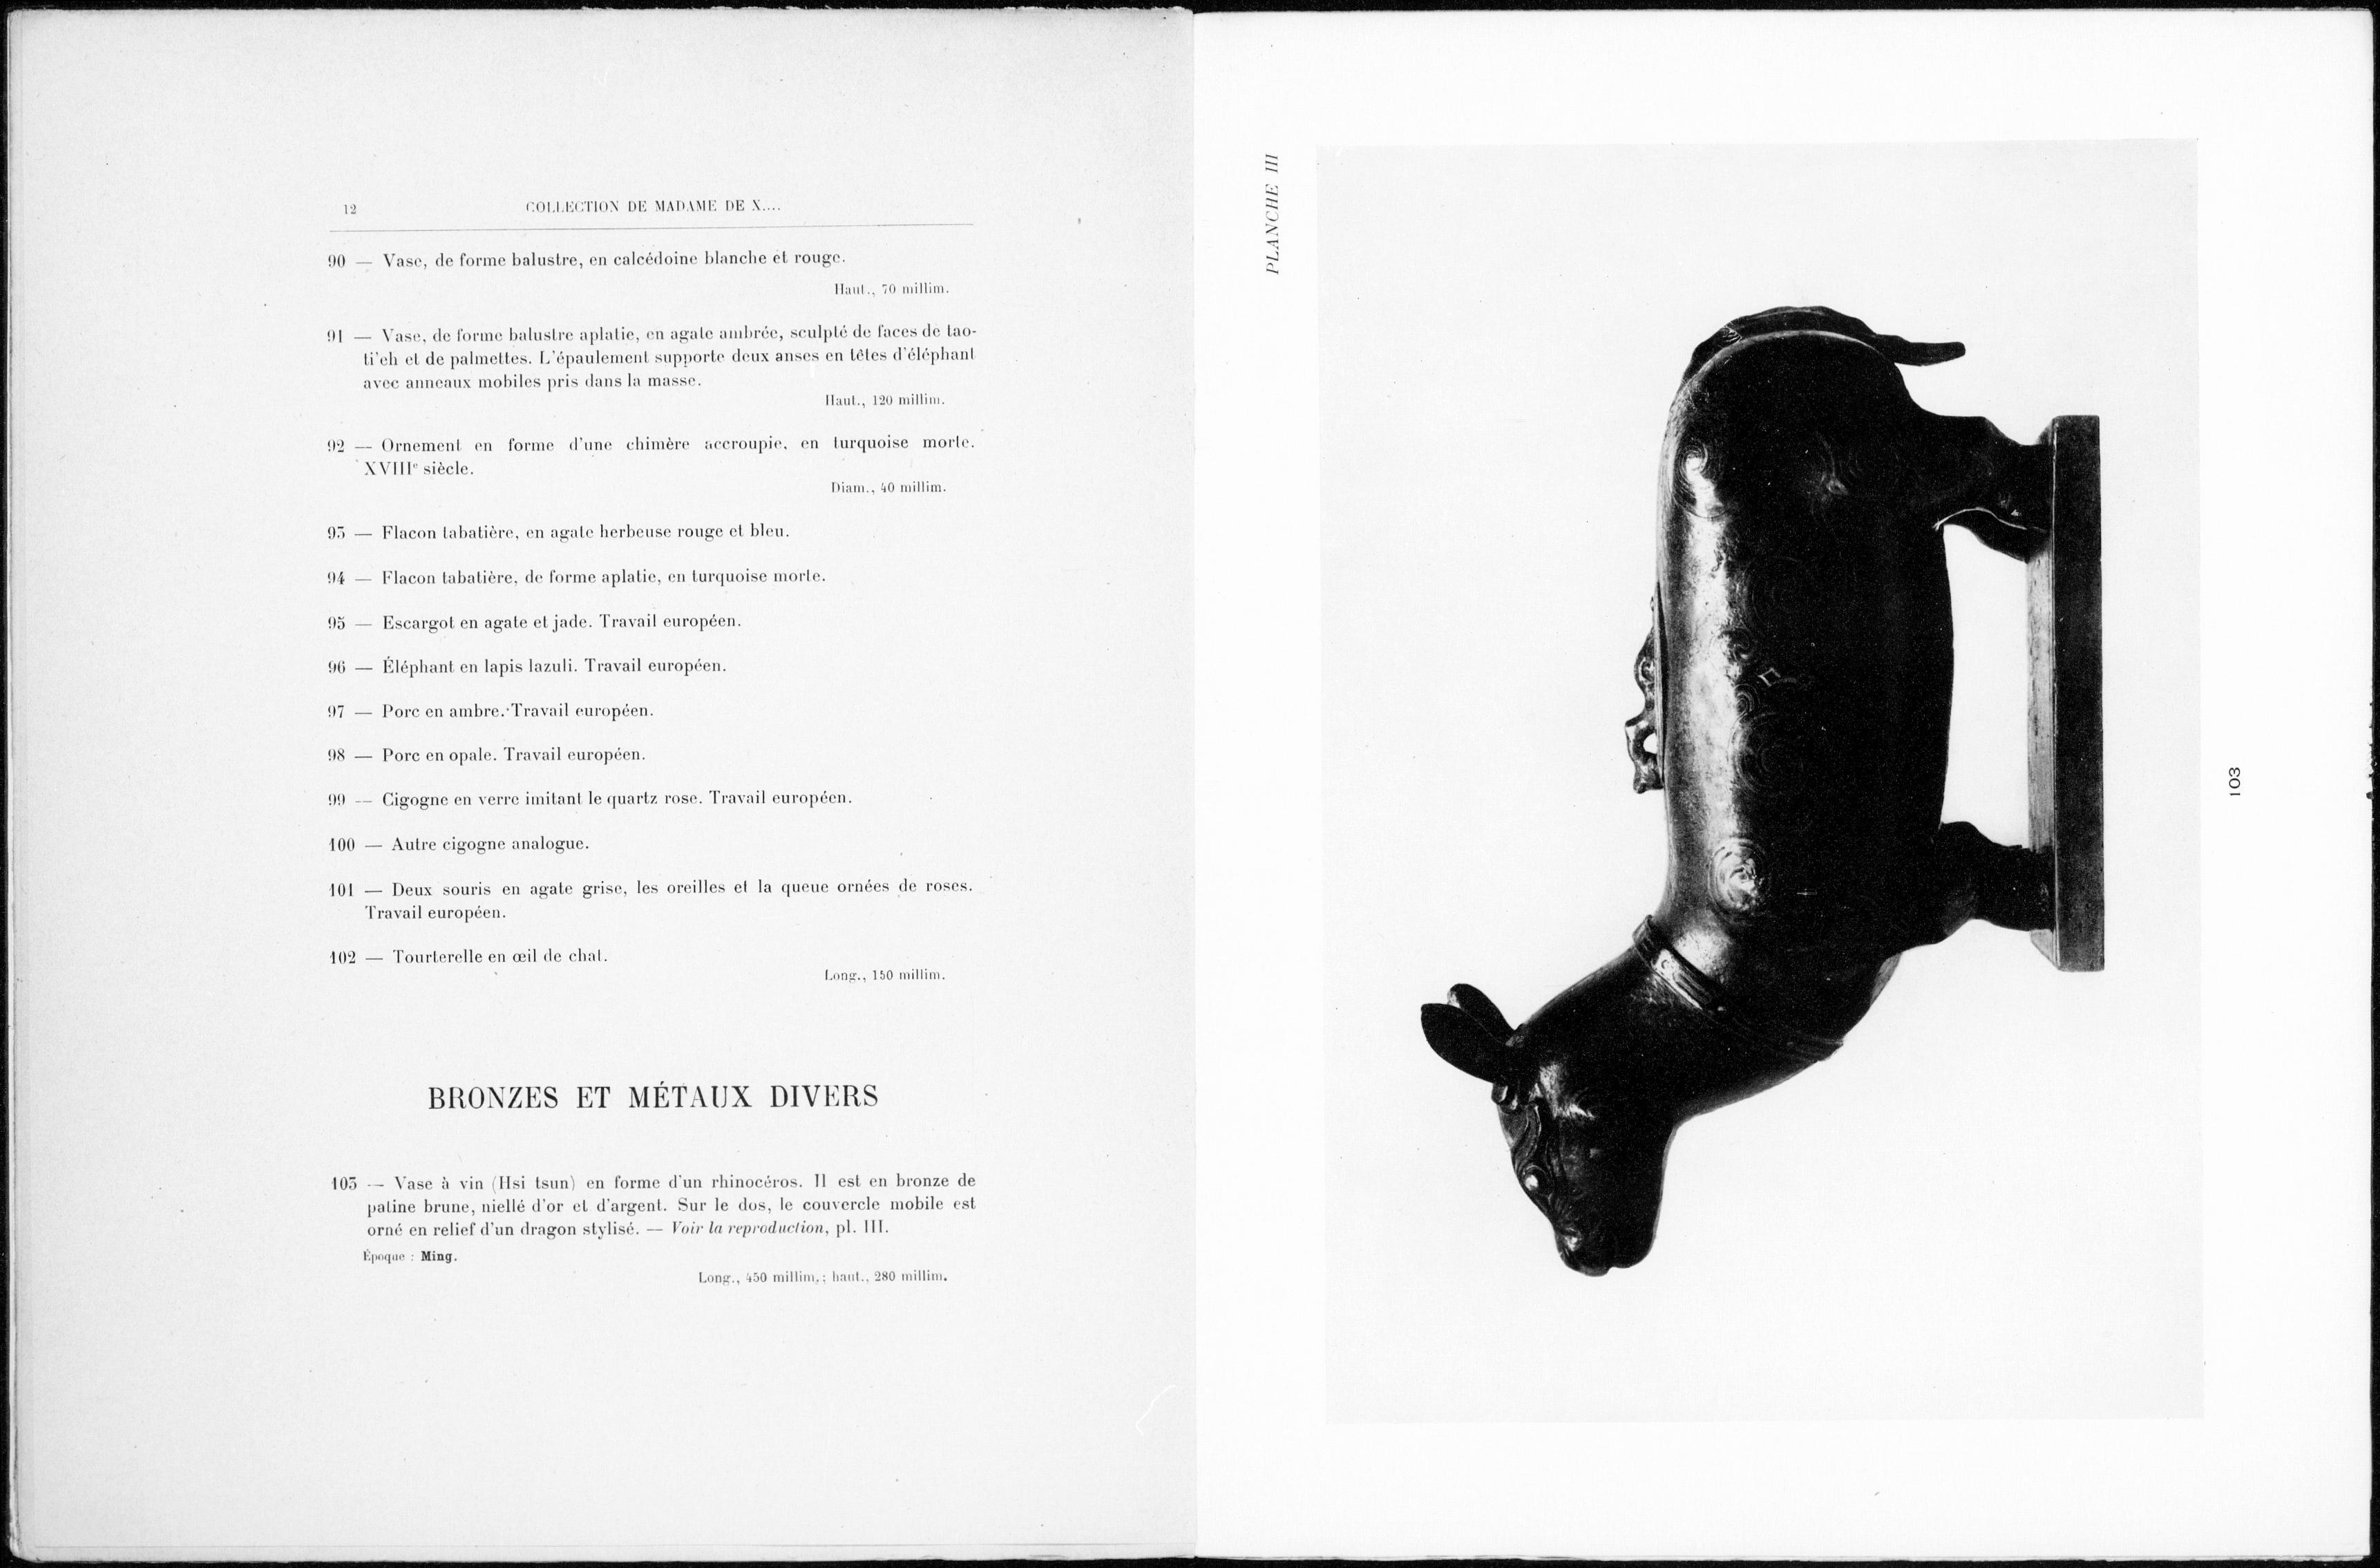 12
COLLECTION DE MADAME DE X....
90 — Vase, de forme balustre, en calcédoine blanche et rouge.
Haut., 70 millim.
91 — Vase, de forme balustre aplatie, en agate ambrée, sculpté de faces de tao-
ti'eh et de palmettes. L'épaulement supporte deux anses en têtes d'éléphant
avec anneaux mobiles pris dans la masse.
Haut., 120 millim.
92 — Ornement en forme d'une chimère accroupie, en turquoise morte.
XVIIIᵉ siècle.
Diam., 40 millim.
93 — Flacon tabatière, en agate herbeuse rouge et bleu.
94 — Flacon tabatière, de forme aplatie, en turquoise morte.
95 — Escargot en agate et jade. Travail européen.
96 — Éléphant en lapis lazuli. Travail européen.
97 — Porc en ambre. Travail européen.
98 — Porc en opale. Travail européen.
99 — Cigogne en verre imitant le quartz rose. Travail européen.
100 — Autre cigogne analogue.
101 — Deux souris en agate grise, les oreilles et la queue ornées de roses.
Travail européen.
102 — Tourterelle en œil de chat.
Long., 150 millim.
BRONZES ET MÉTAUX DIVERS
103 — Vase à vin (Hsi tsun) en forme d'un rhinocéros. Il est en bronze de
patine brune, niellé d'or et d'argent. Sur le dos, le couvercle mobile est
orné en relief d'un dragon stylisé. — Voir la reproduction, pl. III.
Époque : Ming.
Long., 450 millim.; haut., 280 millim.
PLANCHE III
103